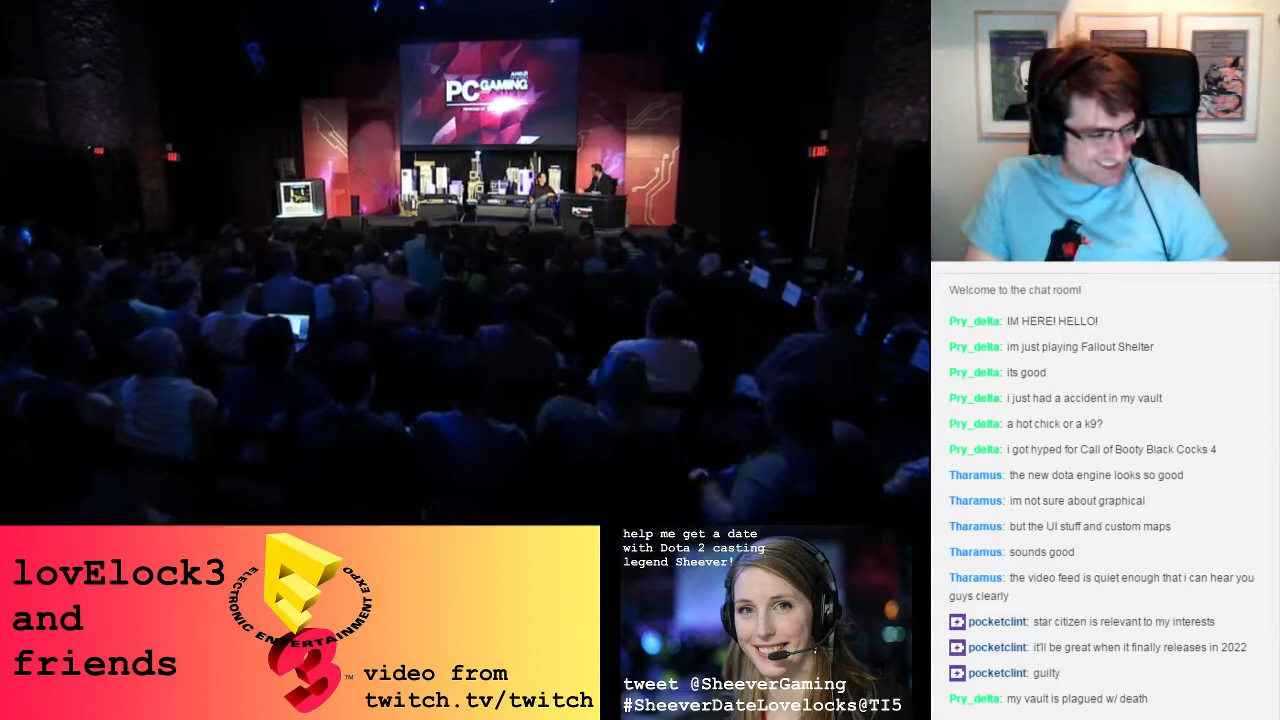 AMD
PC GAMING
EXIT
PC
Welcome to the chat room!
Pry_delta: IM HERE! HELLO!
Pry_delta: im just playing Fallout Shelter
Pry_delta: its good
Pry_delta: i just had a accident in my vault
Pry_delta: a hot chick or a k9?
Pry_delta: i got hyped for Call of Booty Black Cocks 4
Tharamus: the new dota engine looks so good
Tharamus: im not sure about graphical
Tharamus: but the UI stuff and custom maps
Tharamus: sounds good
Tharamus: the video feed is quiet enough that i can hear you
guys clearly
pocketclint: star citizen is relevant to my interests
pocketclint: it'll be great when it finally releases in 2022
pocketclint: guilty
Pry_delta: my vault is plagued w/ death
lovElock3
and
friends
E3
ELECTRONIC ENTERTAINMENT EXPO
TM
video from
twitch.tv/twitch
help me get a date
with Dota 2 casting
legend Sheever!
tweet @SheeverGaming
#SheeverDateLovelocks@TI5